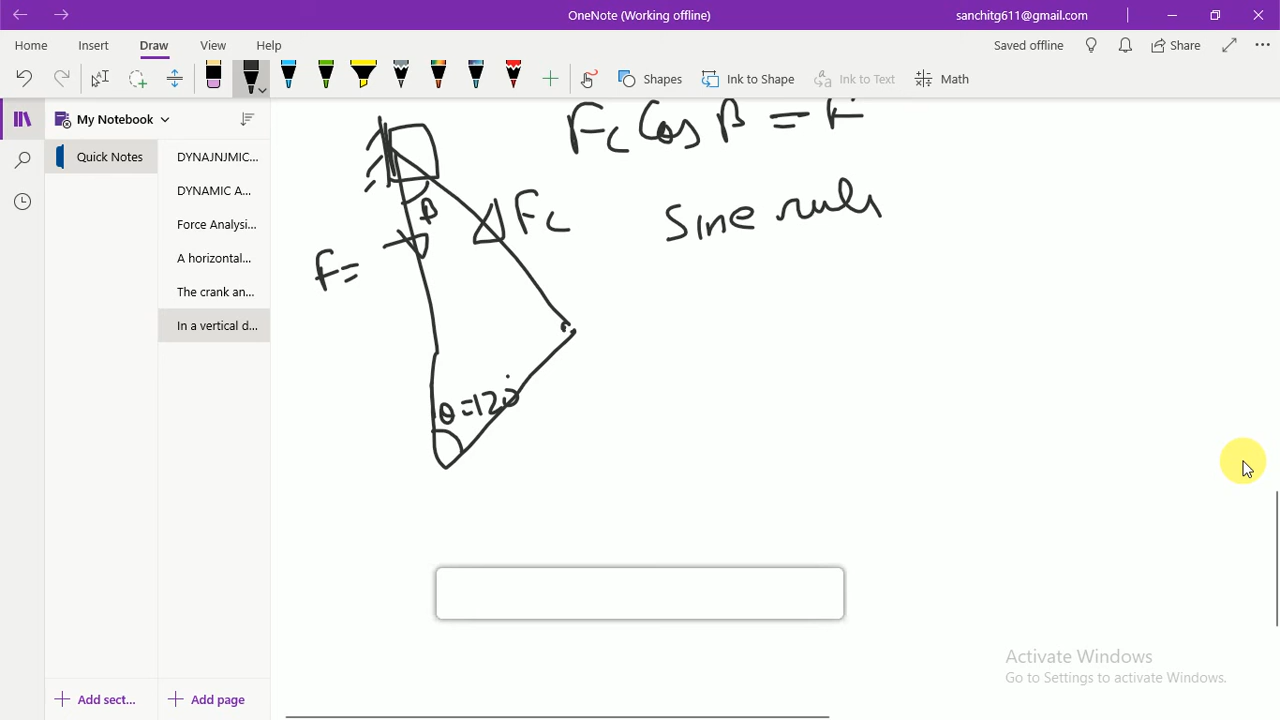 OneNote (Working offline)
sanchitg611@gmail.com
Home
Insert
Draw
View
Help
Saved offline
Share
Shapes
Ink to Shape
Ink to Text
Math
My Notebook
Quick Notes
DYNAJNJMIC...
DYNAMIC A...
Force Analysi...
A horizontal...
The crank an...
In a vertical d...
Fc Cos β = F
Sine rule
β
Fc
F=
θ=120°
Activate Windows
Go to Settings to activate Windows.
Add sect...
Add page